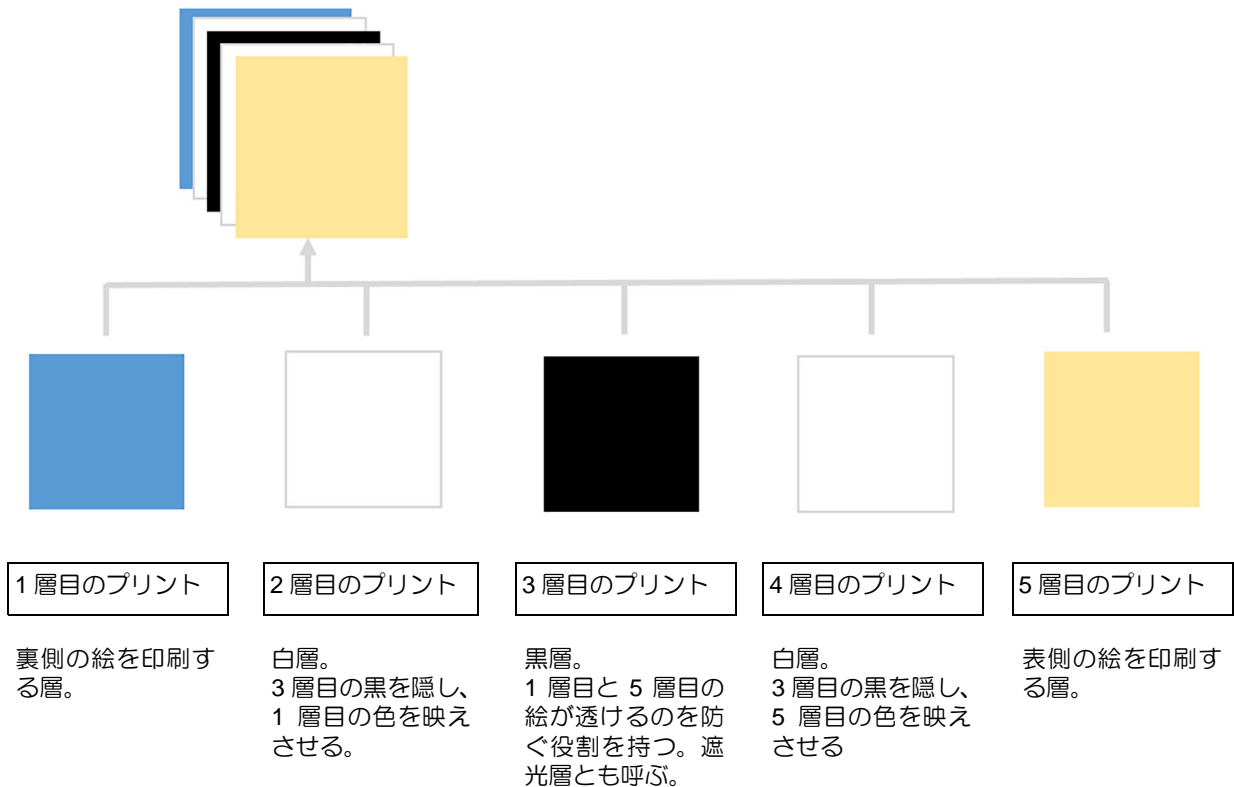 1 層目のプリント
2 層目のプリント
3 層目のプリント
4 層目のプリント
5 層目のプリント
裏側の絵を印刷す
る層。
白層。
3 層目の黒を隠し、
1 層目の色を映え
させる。
黒層。
1 層目と 5 層目の
絵が透けるのを防
ぐ役割を持つ。遮
光層とも呼ぶ。
白層。
3 層目の黒を隠し、
5 層目の色を映え
させる
表側の絵を印刷す
る層。